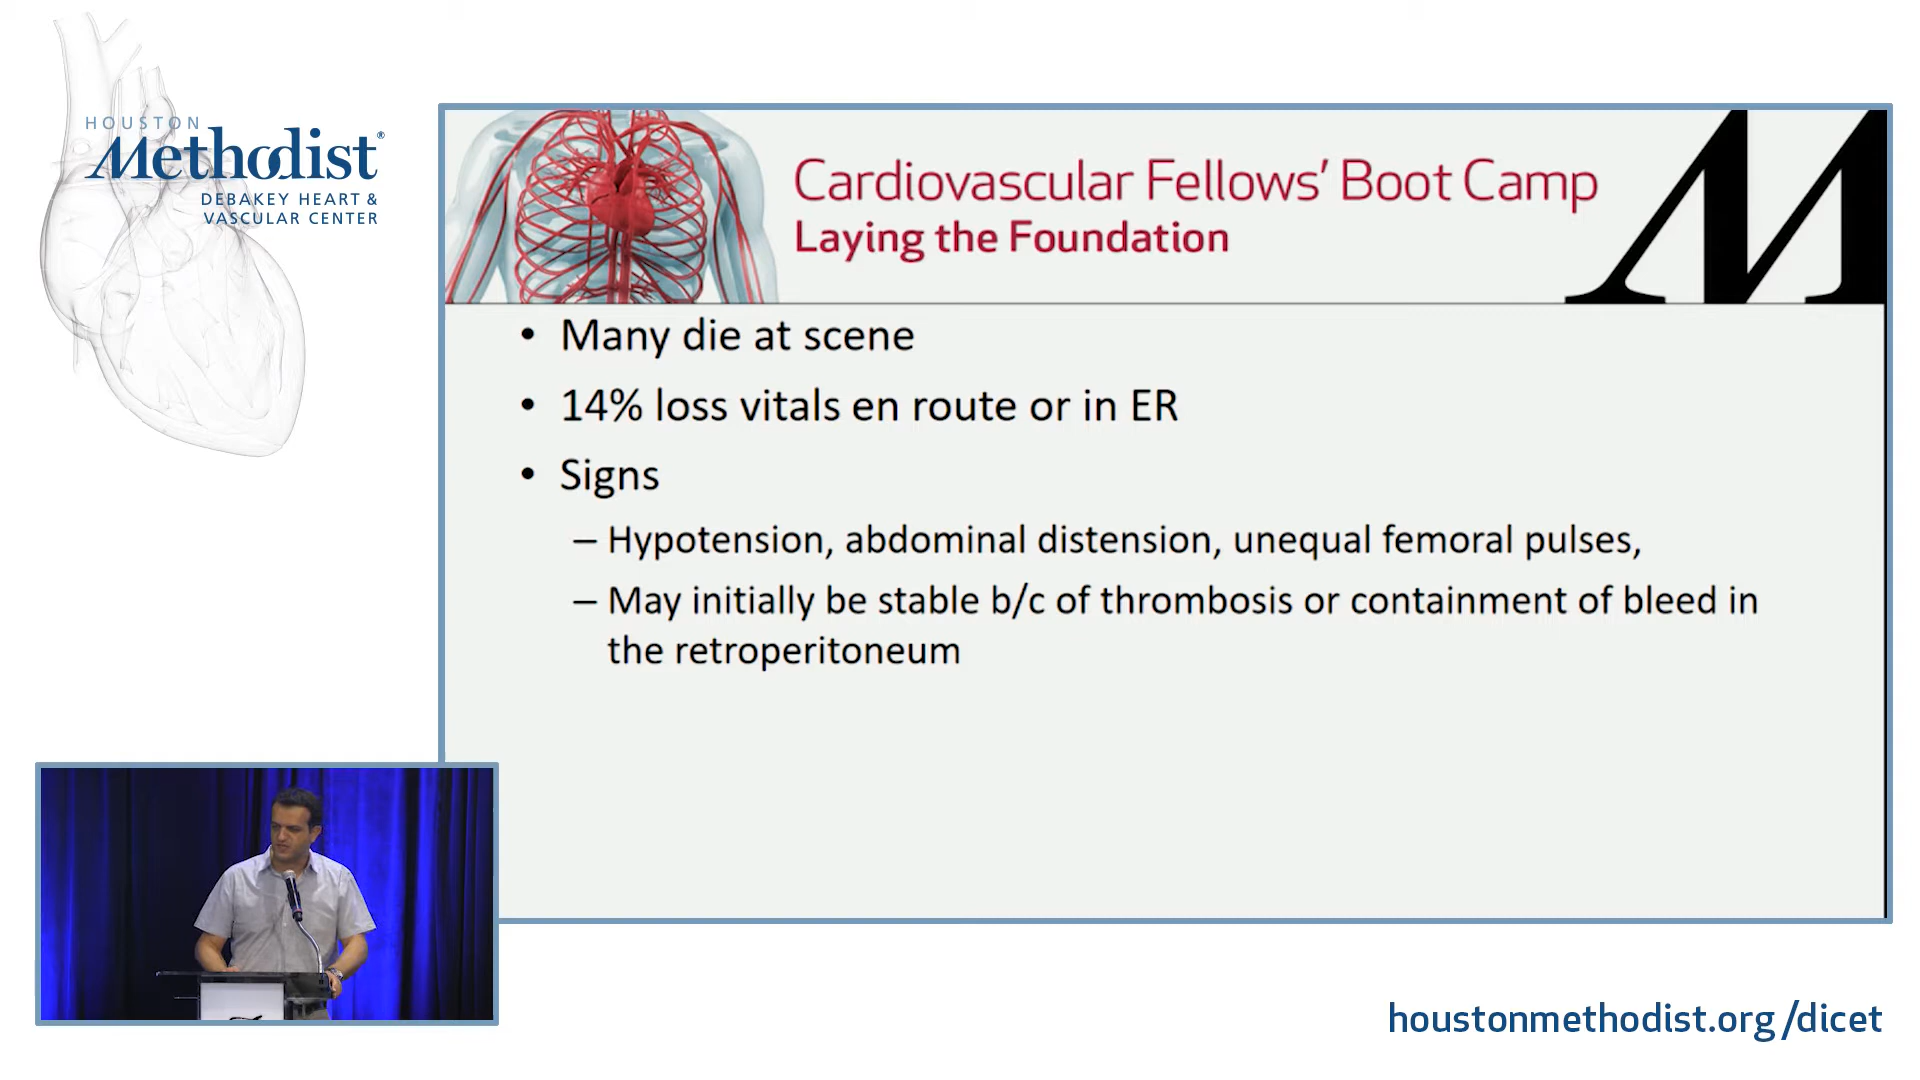 HOUSTON
Methodist®
DEBAKEY HEART &
VASCULAR CENTER
Cardiovascular Fellows’ Boot Camp
Laying the Foundation
M
• Many die at scene
• 14% loss vitals en route or in ER
• Signs
– Hypotension, abdominal distension, unequal femoral pulses,
– May initially be stable b/c of thrombosis or containment of bleed in
the retroperitoneum
houstonmethodist.org/dicet